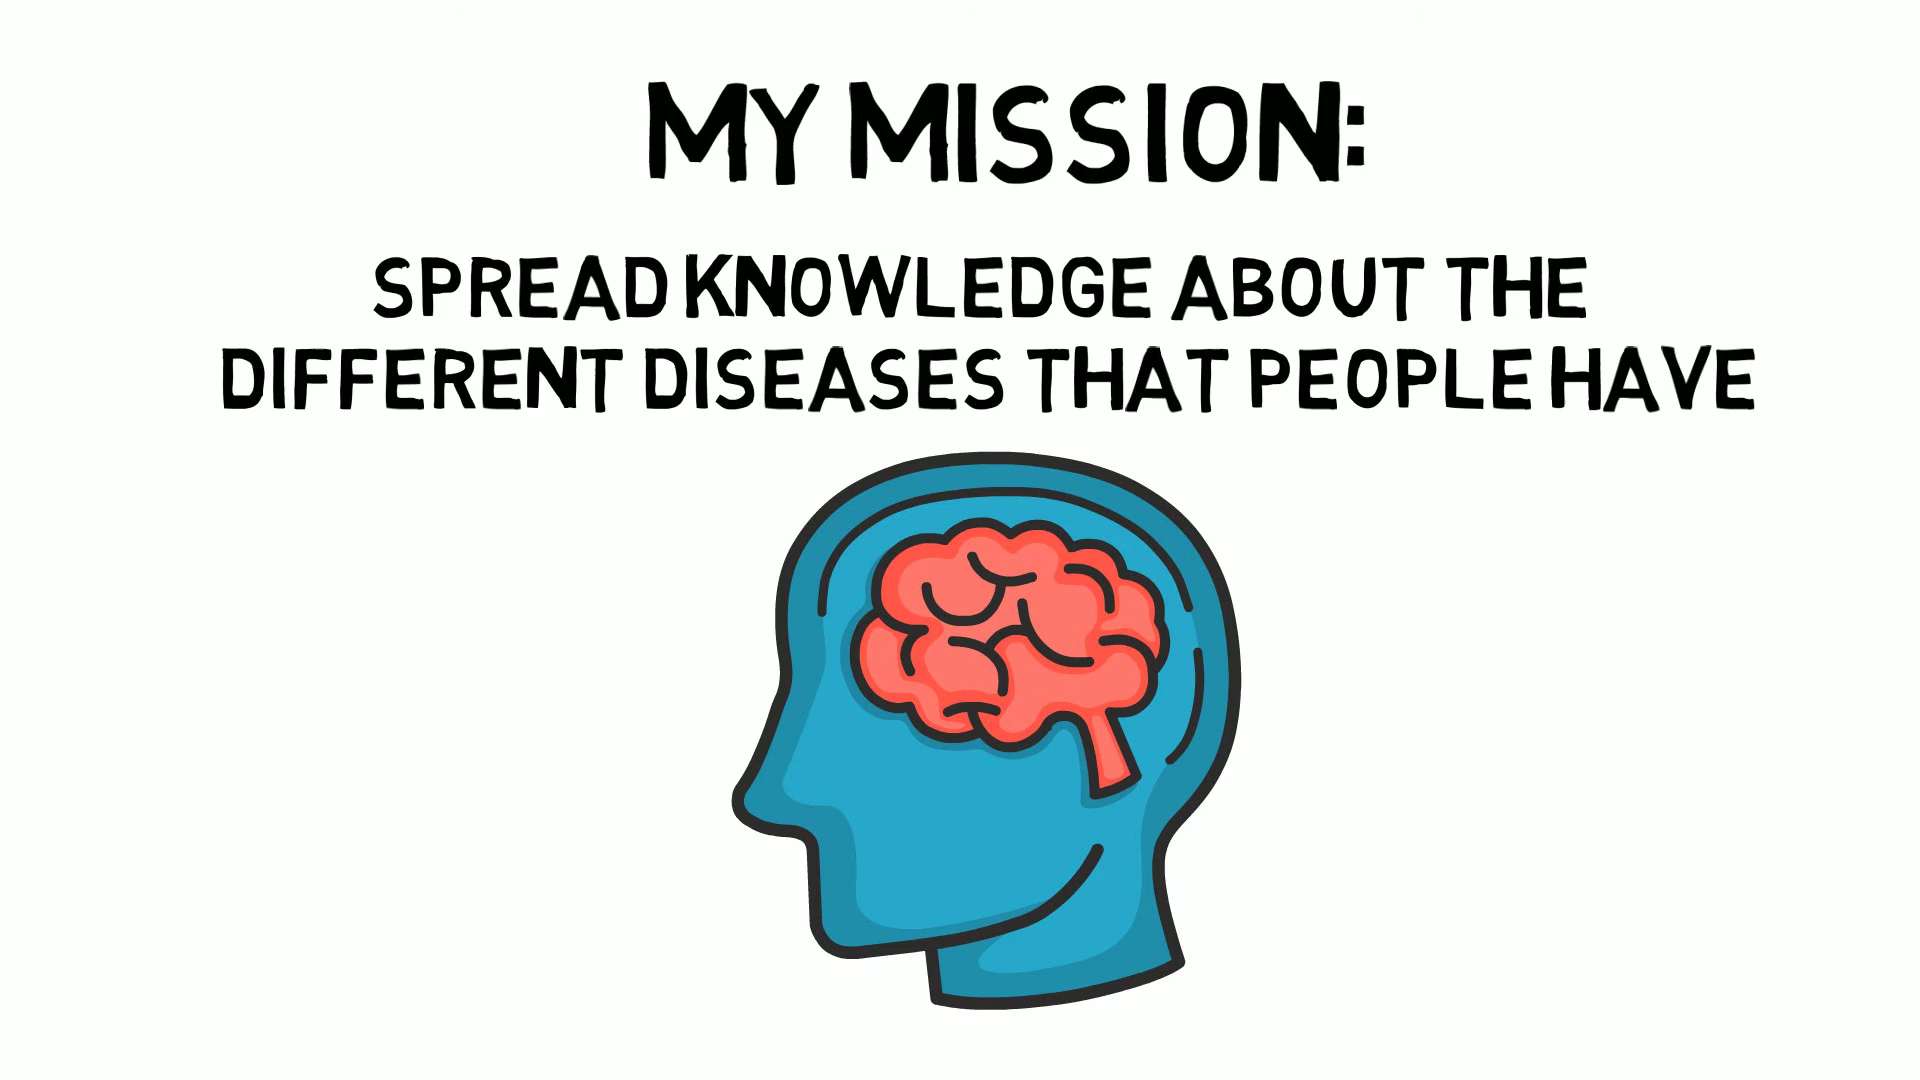 MY MISSION:
SPREAD KNOWLEDGE ABOUT THE
DIFFERENT DISEASES THAT PEOPLE HAVE